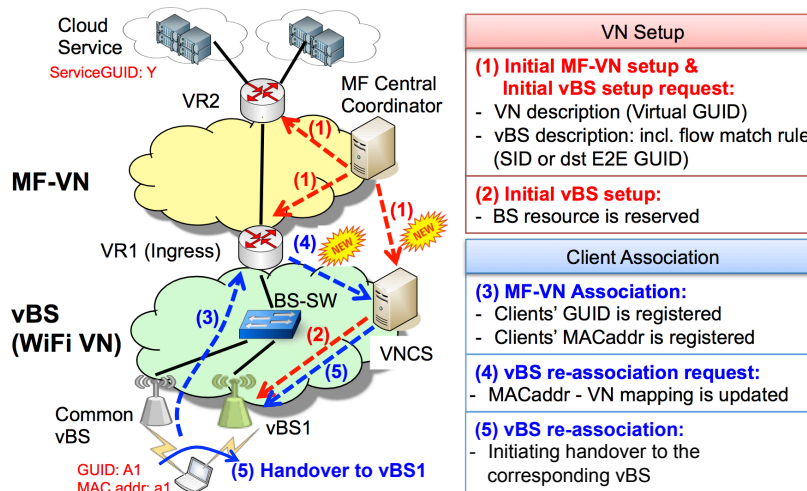 Cloud
Service
ServiceGUID: Y
VR2
MF Central
Coordinator
(1)
MF-VN
(1)
(1)
VR1 (Ingress)
(4)
NEW
NEW
vBS
(WiFi VN)
(3)
BS-SW
(2)
(5)
VNCS
Common
vBS
vBS1
GUID: A1
MAC addr: a1
(5) Handover to vBS1
VN Setup
(1) Initial MF-VN setup &
Initial vBS setup request:
- VN description (Virtual GUID)
- vBS description: incl. flow match rule
(SID or dst E2E GUID)
(2) Initial vBS setup:
- BS resource is reserved
Client Association
(3) MF-VN Association:
- Clients' GUID is registered
- Clients' MACaddr is registered
(4) vBS re-association request:
- MACaddr - VN mapping is updated
(5) vBS re-association:
- Initiating handover to the
corresponding vBS